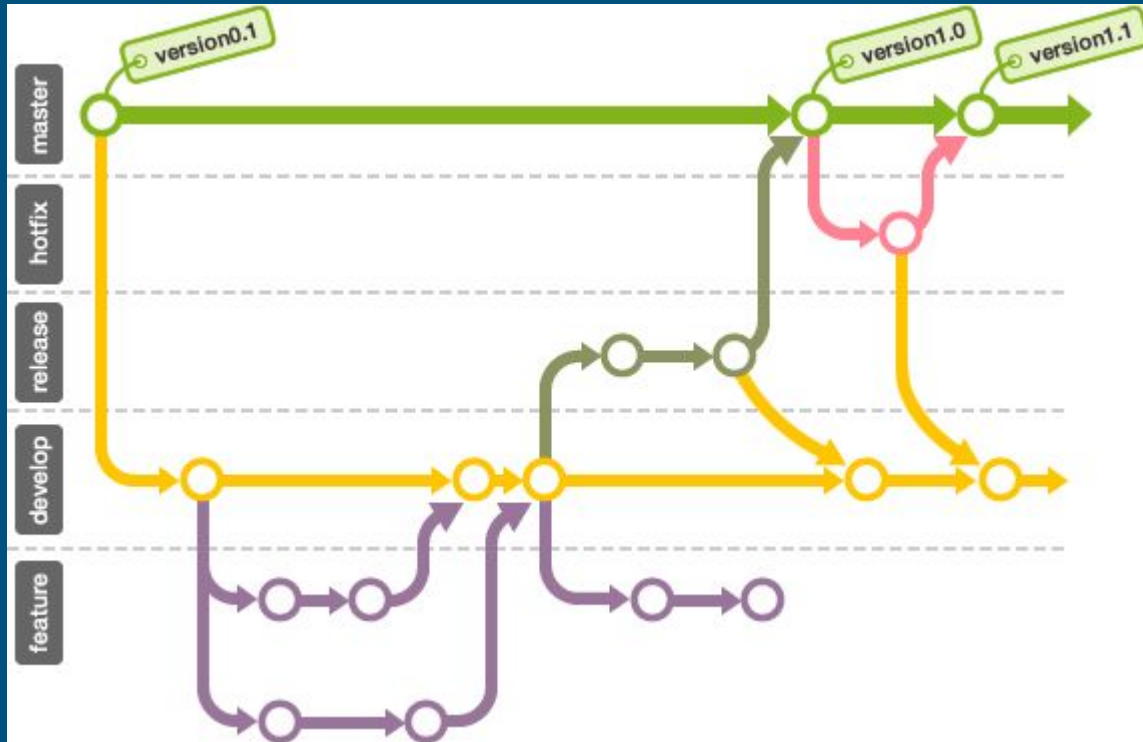 version0.1
version1.0
version1.1
master
hotfix
release
develop
feature